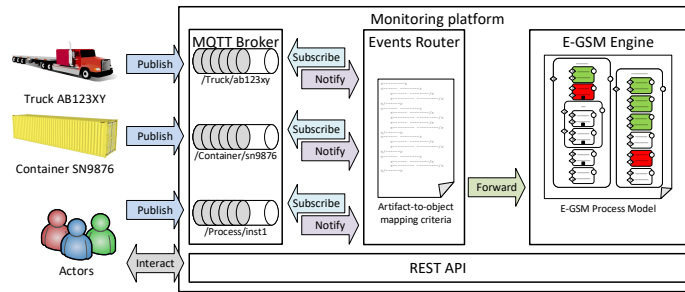 Monitoring platform
MQTT Broker
Events Router
E-GSM Engine
Truck AB123XY
Publish
/Truck/ab123xy
Subscribe
Notify
Container SN9876
Publish
/Container/sn9876
Subscribe
Notify
Artifact-to-object
mapping criteria
Forward
E-GSM Process Model
Publish
/Process/inst1
Subscribe
Notify
Actors
Interact
REST API